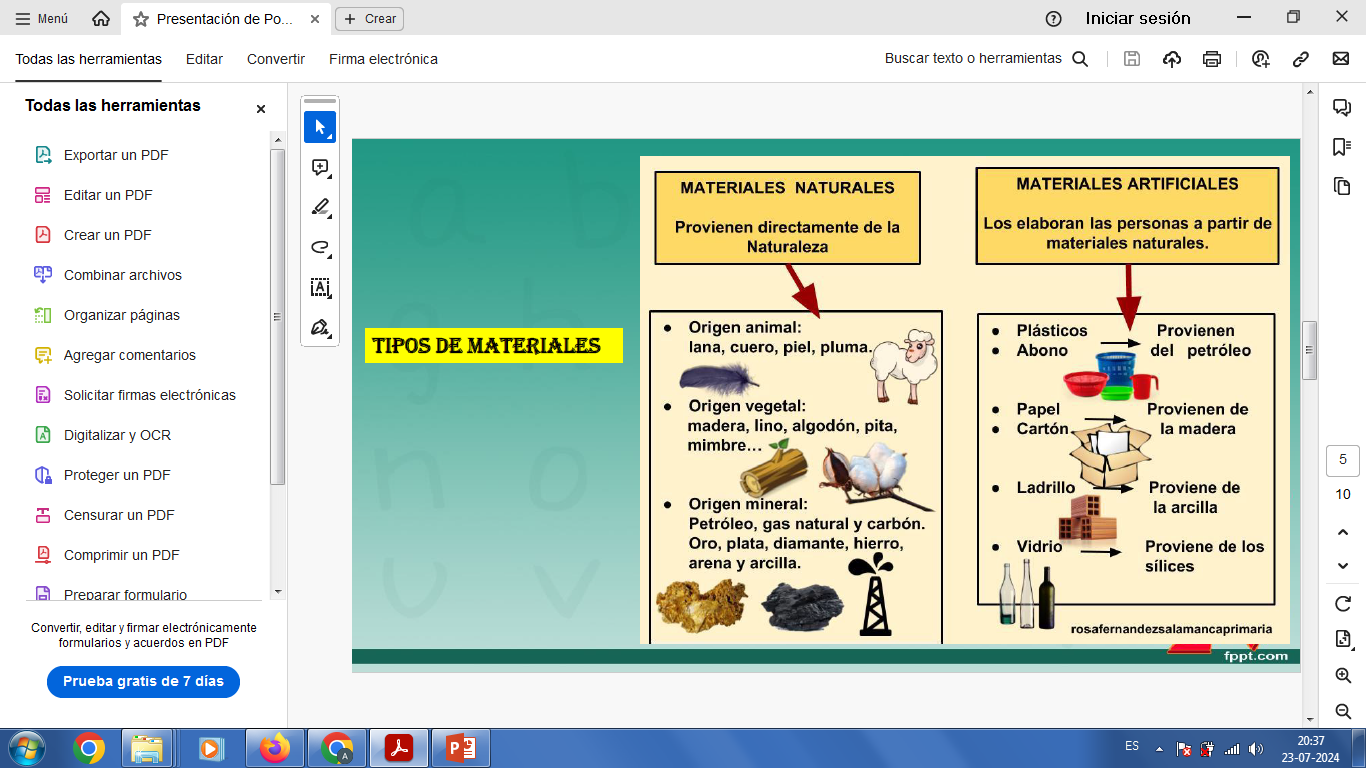 Menú
Presentación de Po...
Crear
Iniciar sesión
Todas las herramientas
Editar
Convertir
Firma electrónica
Buscar texto o herramientas
Todas las herramientas
Exportar un PDF
Editar un PDF
Crear un PDF
Combinar archivos
Organizar páginas
Agregar comentarios
Solicitar firmas electrónicas
Digitalizar y OCR
Proteger un PDF
Censurar un PDF
Comprimir un PDF
Preparar formulario
Convertir, editar y firmar electrónicamente
formularios y acuerdos en PDF
Prueba gratis de 7 días
TIPOS DE MATERIALES
MATERIALES NATURALES
Provienen directamente de la
Naturaleza
● Origen animal:
lana, cuero, piel, pluma.
● Origen vegetal:
madera, lino, algodón, pita,
mimbre…
● Origen mineral:
Petróleo, gas natural y carbón.
Oro, plata, diamante, hierro,
arena y arcilla.
MATERIALES ARTIFICIALES
Los elaboran las personas a partir de
materiales naturales.
● Plásticos Provienen
● Abono del petróleo
● Papel Provienen de
● Cartón la madera
● Ladrillo Proviene de
la arcilla
● Vidrio Proviene de los
sílices
rosafernandezsalamancaprimaria
fppt.com
a b
g h
n o
U V
5
10
ES
20:37
23-07-2024